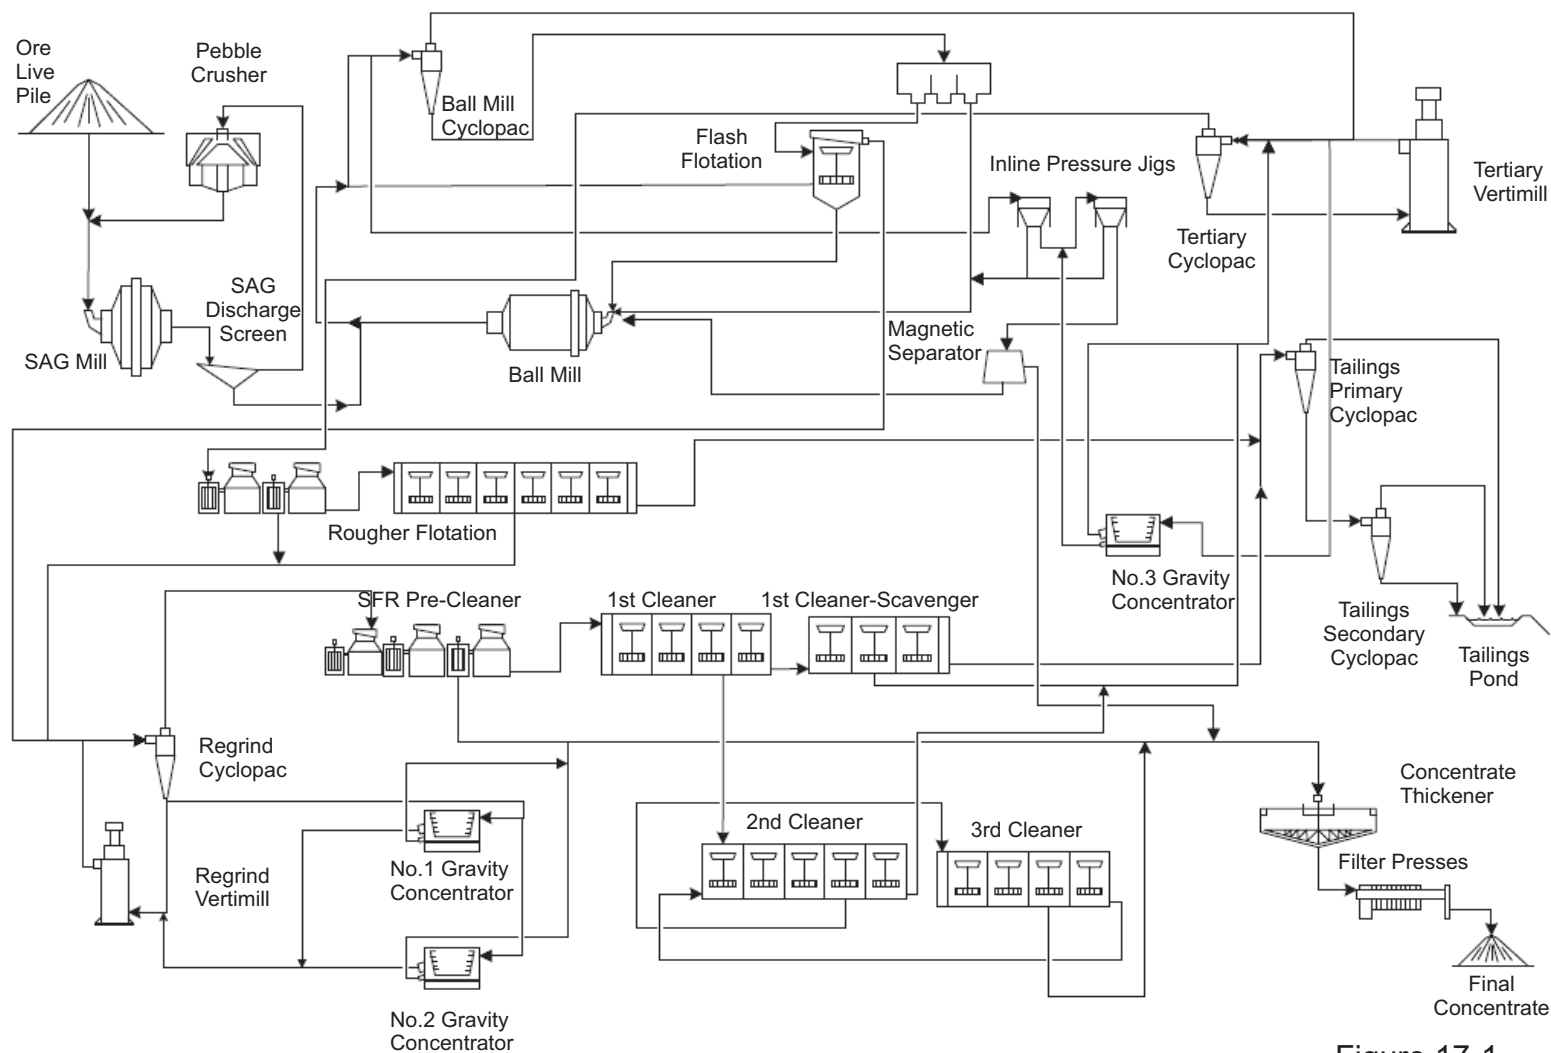 Ore
Live
Pile
Pebble
Crusher
Ball Mill
Cyclopac
Flash
Flotation
Inline Pressure Jigs
Tertiary
Vertimill
Tertiary
Cyclopac
SAG
Discharge
Screen
SAG Mill
Ball Mill
Magnetic
Separator
Tailings
Primary
Cyclopac
Rougher Flotation
No.3 Gravity
Concentrator
SFR Pre-Cleaner
1st Cleaner
1st Cleaner-Scavenger
Tailings
Secondary
Cyclopac
Tailings
Pond
Regrind
Cyclopac
Concentrate
Thickener
2nd Cleaner
3rd Cleaner
Filter Presses
No.1 Gravity
Concentrator
Regrind
Vertimill
Final
Concentrate
No.2 Gravity
Concentrator
Figure 17-1